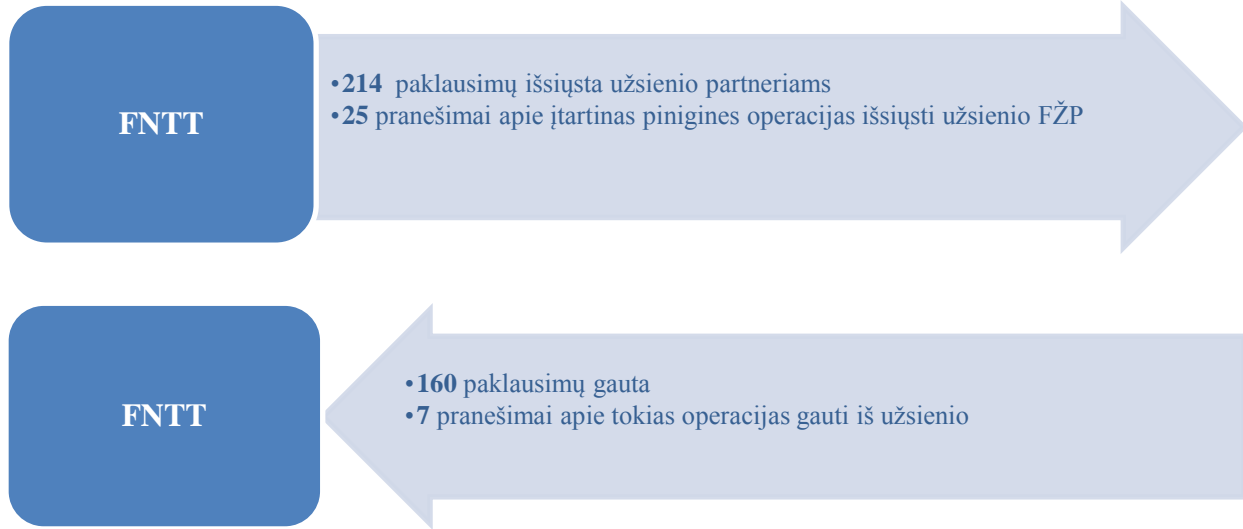 FNTT
•214 paklausimų išsiųsta užsienio partneriams
•25 pranešimai apie įtartinas pinigines operacijas išsiųsti užsienio FŽP
FNTT
•160 paklausimų gauta
•7 pranešimai apie tokias operacijas gauti iš užsienio